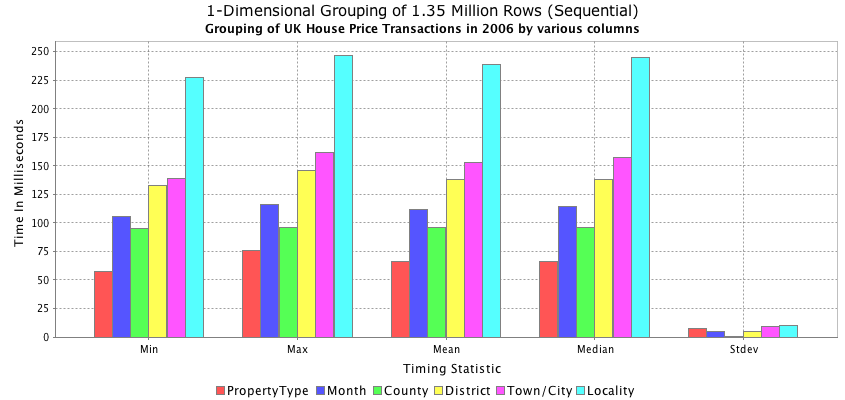 1-Dimensional Grouping of 1.35 Million Rows (Sequential)
Grouping of UK House Price Transactions in 2006 by various columns
Time In Milliseconds
250
225
200
175
150
125
100
75
50
25
0
Min Max Mean Median Stdev
Timing Statistic
PropertyType Month County District Town/City Locality